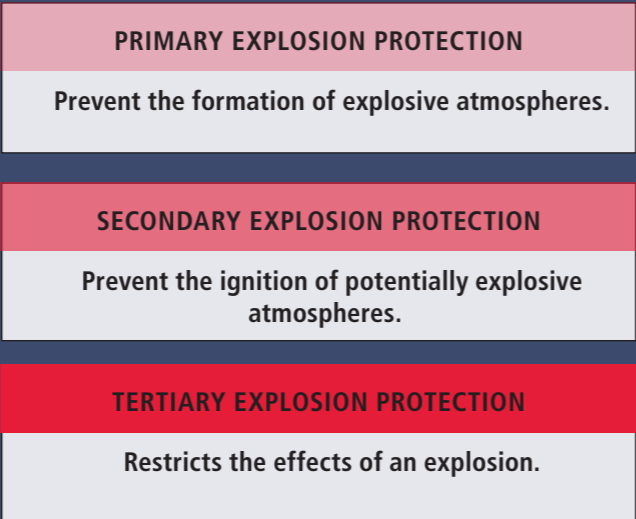 PRIMARY EXPLOSION PROTECTION
Prevent the formation of explosive atmospheres.
SECONDARY EXPLOSION PROTECTION
Prevent the ignition of potentially explosive
atmospheres.
TERTIARY EXPLOSION PROTECTION
Restricts the effects of an explosion.